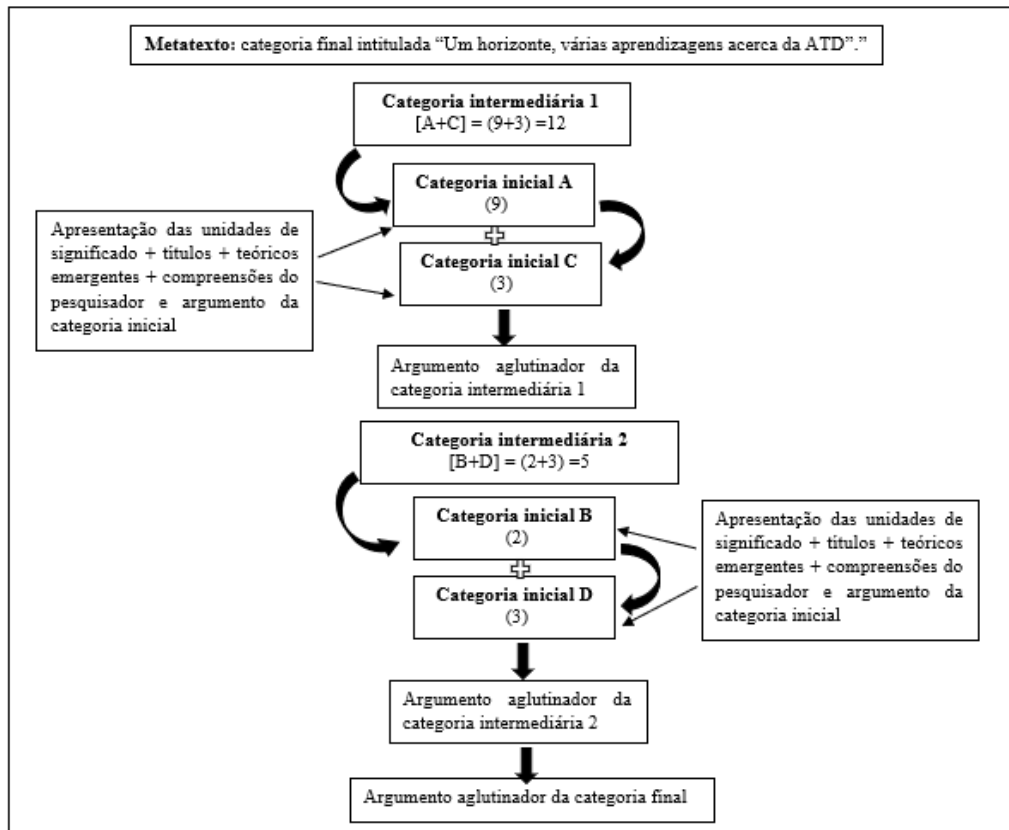 Metatexto: categoria final intitulada “Um horizonte, várias aprendizagens acerca da ATD”.”
Categoria intermediária 1
[A+C] = (9+3) =12
Categoria inicial A
(9)
Apresentação das unidades de
significado + títulos + teóricos
emergentes + compreensões do
pesquisador e argumento da
categoria inicial
Categoria inicial C
(3)
Argumento aglutinador da
categoria intermediária 1
Categoria intermediária 2
[B+D] = (2+3) =5
Categoria inicial B
(2)
Apresentação das unidades de
significado + títulos + teóricos
emergentes + compreensões do
pesquisador e argumento da
categoria inicial
Categoria inicial D
(3)
Argumento aglutinador da
categoria intermediária 2
Argumento aglutinador da categoria final